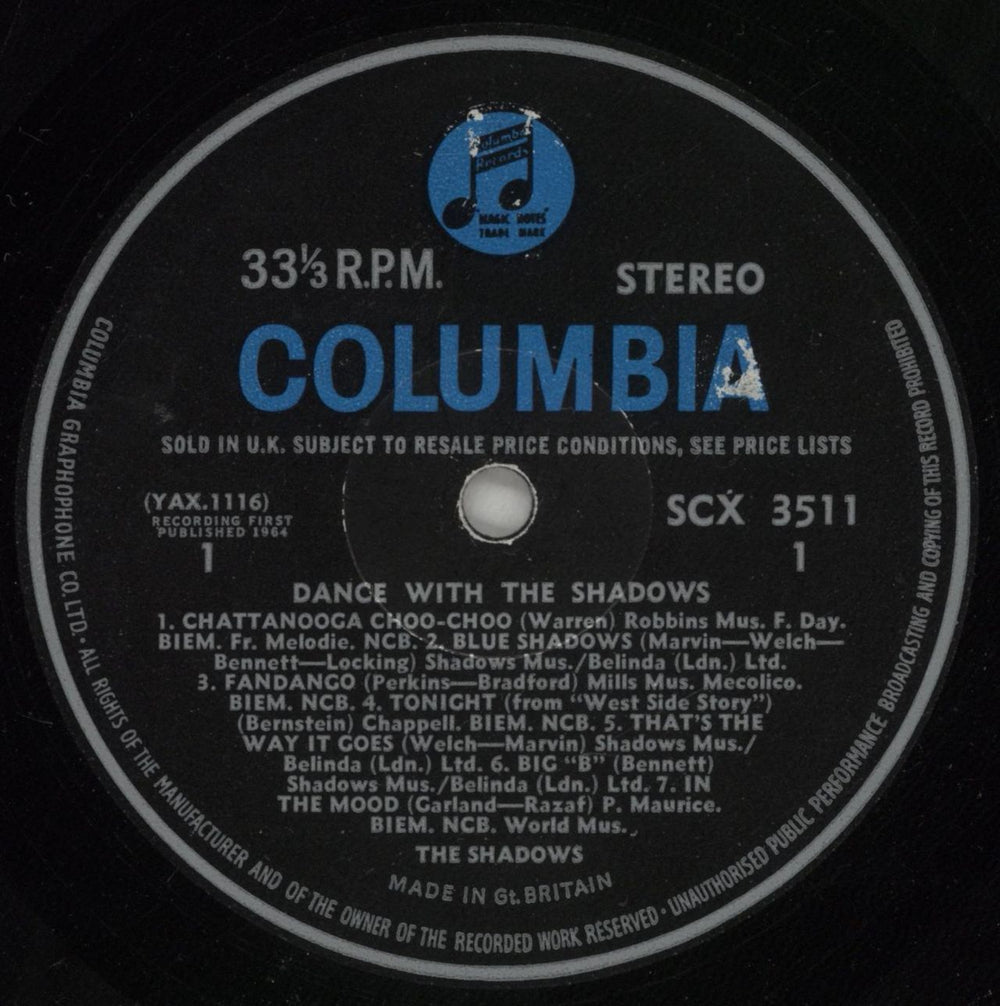 Columbia
Records
"MAGIC NOTES"
TRADE MARK
33⅓ R.P.M.
STEREO
COLUMBIA
SOLD IN U.K. SUBJECT TO RESALE PRICE CONDITIONS, SEE PRICE LISTS
(YAX.1116)
RECORDING FIRST
PUBLISHED 1964
1
SCX 3511
1
DANCE WITH THE SHADOWS
1. CHATTANOOGA CHOO-CHOO (Warren) Robbins Mus. F. Day.
BIEM. Fr. Melodie. NCB. 2. BLUE SHADOWS (Marvin—Welch—
Bennett—Locking) Shadows Mus./Belinda (Ldn.) Ltd.
3. FANDANGO (Perkins—Bradford) Mills Mus. Mecolico.
BIEM. NCB. 4. TONIGHT (from "West Side Story")
(Bernstein) Chappell. BIEM. NCB. 5. THAT'S THE
WAY IT GOES (Welch—Marvin) Shadows Mus./
Belinda (Ldn.) Ltd. 6. BIG "B" (Bennett)
Shadows Mus./Belinda (Ldn.) Ltd. 7. IN
THE MOOD (Garland—Razaf) P. Maurice.
BIEM. NCB. World Mus.
THE SHADOWS
MADE IN Gt. BRITAIN
COLUMBIA GRAPHOPHONE CO. LTD. · ALL RIGHTS OF THE MANUFACTURER AND OF THE OWNER OF THE RECORDED WORK RESERVED · UNAUTHORISED PUBLIC PERFORMANCE BROADCASTING AND COPYING OF THIS RECORD PROHIBITED